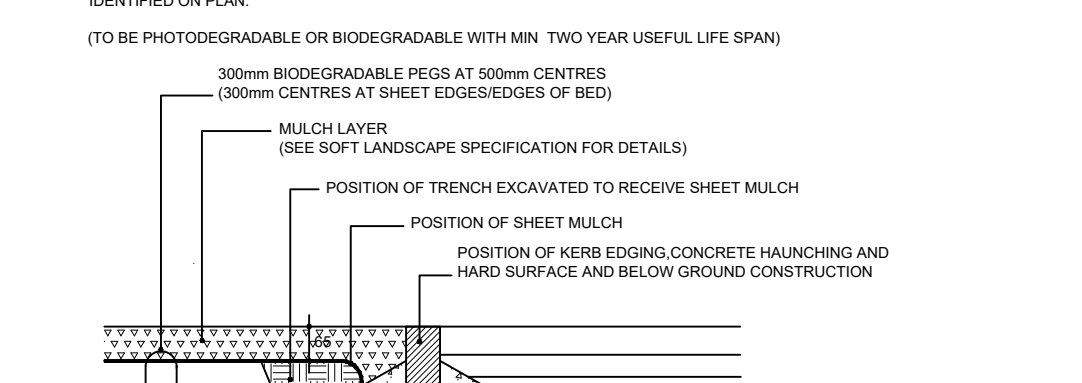 IDENTIFIED ON PLAN.
(TO BE PHOTODEGRADABLE OR BIODEGRADABLE WITH MIN TWO YEAR USEFUL LIFE SPAN)
300mm BIODEGRADABLE PEGS AT 500mm CENTRES
(300mm CENTRES AT SHEET EDGES/EDGES OF BED)
MULCH LAYER
(SEE SOFT LANDSCAPE SPECIFICATION FOR DETAILS)
POSITION OF TRENCH EXCAVATED TO RECEIVE SHEET MULCH
POSITION OF SHEET MULCH
POSITION OF KERB EDGING,CONCRETE HAUNCHING AND
HARD SURFACE AND BELOW GROUND CONSTRUCTION
65